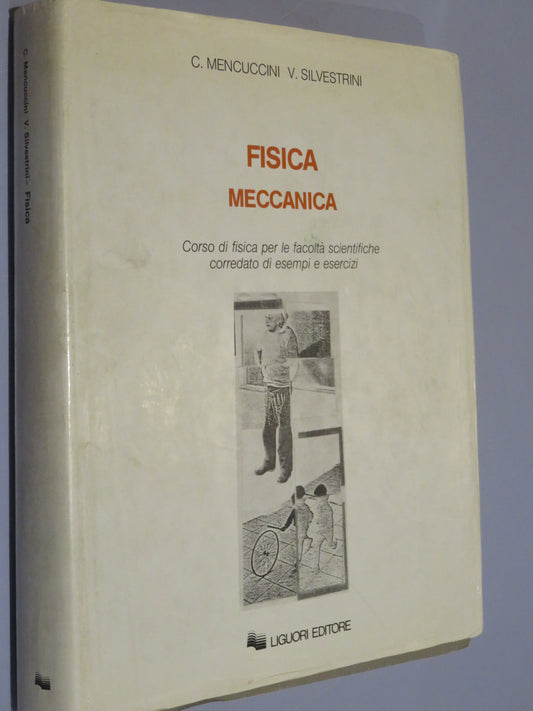 C. Mencuccini V. Silvestrini - Fisica
C. MENCUCCINI V. SILVESTRINI
FISICA
MECCANICA
Corso di fisica per le facoltà scientifiche
corredato di esempi e esercizi
LIGUORI EDITORE